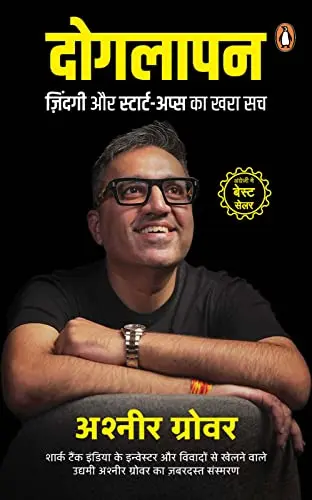 दोगलापन
ज़िंदगी और स्टार्ट-अप्स का खरा सच
अंग्रेज़ी में
बेस्ट
सेलर
अश्नीर ग्रोवर
शार्क टैंक इंडिया के इन्वेस्टर और विवादों से खेलने वाले
उद्यमी अश्नीर ग्रोवर का ज़बरदस्त संस्मरण